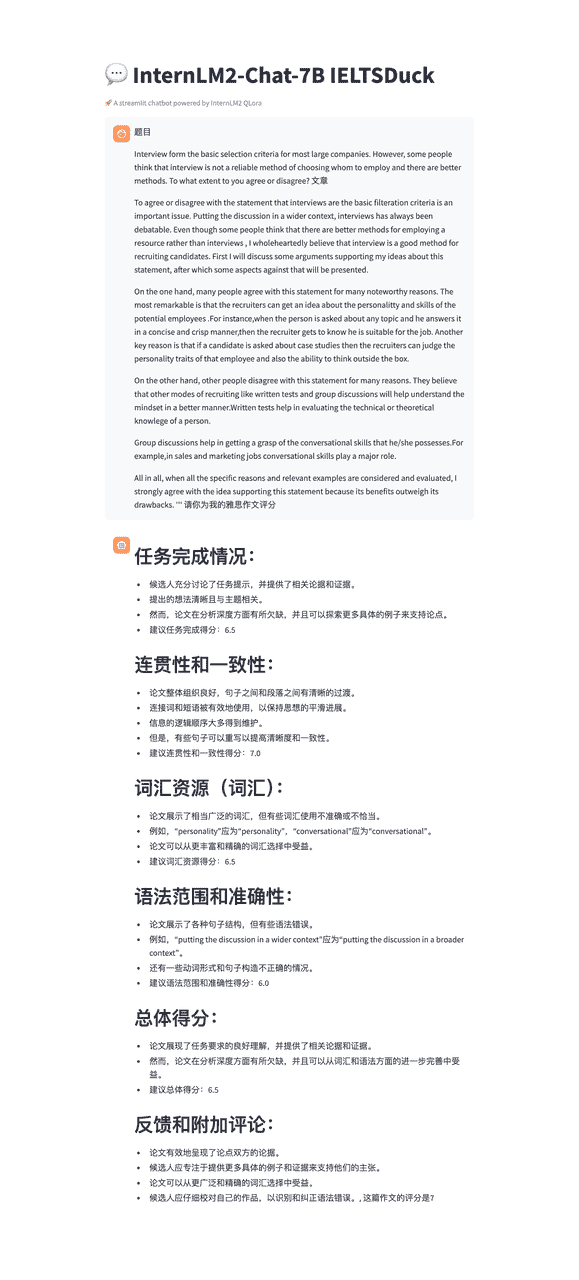 💬 InternLM2-Chat-7B IELTSDuck
🚀 A streamlit chatbot powered by InternLM2 QLora
题目
Interview form the basic selection criteria for most large companies. However, some people
think that interview is not a reliable method of choosing whom to employ and there are better
methods. To what extent to you agree or disagree? 文章
To agree or disagree with the statement that interviews are the basic filteration criteria is an
important issue. Putting the discussion in a wider context, interviews has always been
debatable. Even though some people think that there are better methods for employing a
resource rather than interviews , I wholeheartedly believe that interview is a good method for
recruiting candidates. First I will discuss some arguments supporting my ideas about this
statement, after which some aspects against that will be presented.
On the one hand, many people agree with this statement for many noteworthy reasons. The
most remarkable is that the recruiters can get an idea about the personality and skills of the
potential employees .For instance,when the person is asked about any topic and he answers it
in a concise and crisp manner,then the recruiter gets to know he is suitable for the job. Another
key reason is that if a candidate is asked about case studies then the recruiters can judge the
personality traits of that employee and also the ability to think outside the box.
On the other hand, other people disagree with this statement for many reasons. They believe
that other modes of recruiting like written tests and group discussions will help understand the
mindset in a better manner.Written tests help in evaluating the technical or theoretical
knowlege of a person.
Group discussions help in getting a grasp of the conversational skills that he/she possesses.For
example,in sales and marketing jobs conversational skills play a major role.
All in all, when all the specific reasons and relevant examples are considered and evaluated, I
strongly agree with the idea supporting this statement because its benefits outweigh its
drawbacks. "" 请你为我的雅思作文评分
任务完成情况：
• 候选人充分讨论了任务提示，并提供了相关论据和证据。
• 提出的想法清晰且与主题相关。
• 然而，论文在分析深度方面有所欠缺，并且可以探索更多具体的例子来支持论点。
• 建议任务完成得分：6.5
连贯性和一致性：
• 论文整体组织良好，句子之间和段落之间有清晰的过渡。
• 连接词和短语被有效地使用，以保持思想的平滑进展。
• 信息的逻辑顺序大多得到维护。
• 但是，有些句子可以重写以提高清晰度和一致性。
• 建议连贯性和一致性得分：7.0
词汇资源（词汇）：
• 论文展示了相当广泛的词汇，但有些词汇使用不准确或不恰当。
• 例如，“personality”应为“personality”，“conversational”应为“conversational”。
• 论文可以从更丰富和精确的词汇选择中受益。
• 建议词汇资源得分：6.5
语法范围和准确性：
• 论文展示了各种句子结构，但有些语法错误。
• 例如，“putting the discussion in a wider context”应为“putting the discussion in a broader
context”。
• 还有一些动词形式和句子构造不正确的情况。
• 建议语法范围和准确性得分：6.0
总体得分：
• 论文展现了任务要求的良好理解，并提供了相关论据和证据。
• 然而，论文在分析深度方面有所欠缺，并且可以从词汇和语法方面的进一步完善中受
益。
• 建议总体得分：6.5
反馈和附加评论：
• 论文有效地呈现了论点双方的论据。
• 候选人应专注于提供更多具体的例子和证据来支持他们的主张。
• 论文可以从更广泛和精确的词汇选择中受益。
• 候选人应仔细校对自己的作品，以识别和纠正语法错误。, 这篇作文的评分是7